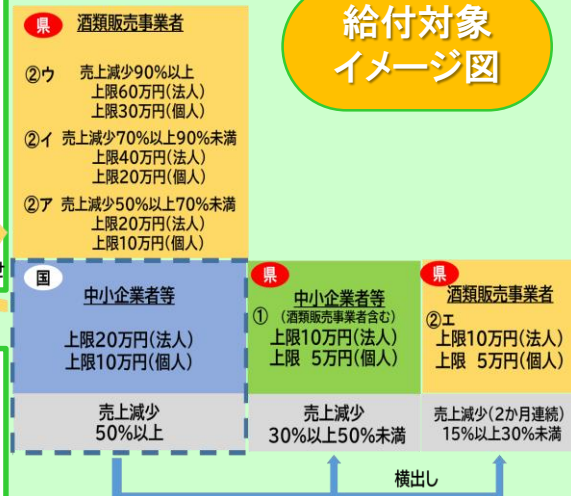 給付対象
イメージ図
県 酒類販売事業者
②ウ 売上減少90%以上
上限60万円(法人)
上限30万円(個人)
②イ 売上減少70%以上90%未満
上限40万円(法人)
上限20万円(個人)
②ア 売上減少50%以上70%未満
上限20万円(法人)
上限10万円(個人)
国
中小企業者等
上限20万円(法人)
上限10万円(個人)
売上減少
50%以上
県
中小企業者等
① (酒類販売事業者含む)
上限10万円(法人)
上限 5万円(個人)
売上減少
30%以上50%未満
県
酒類販売事業者
②エ
上限10万円(法人)
上限 5万円(個人)
売上減少(2か月連続)
15%以上30%未満
横出し